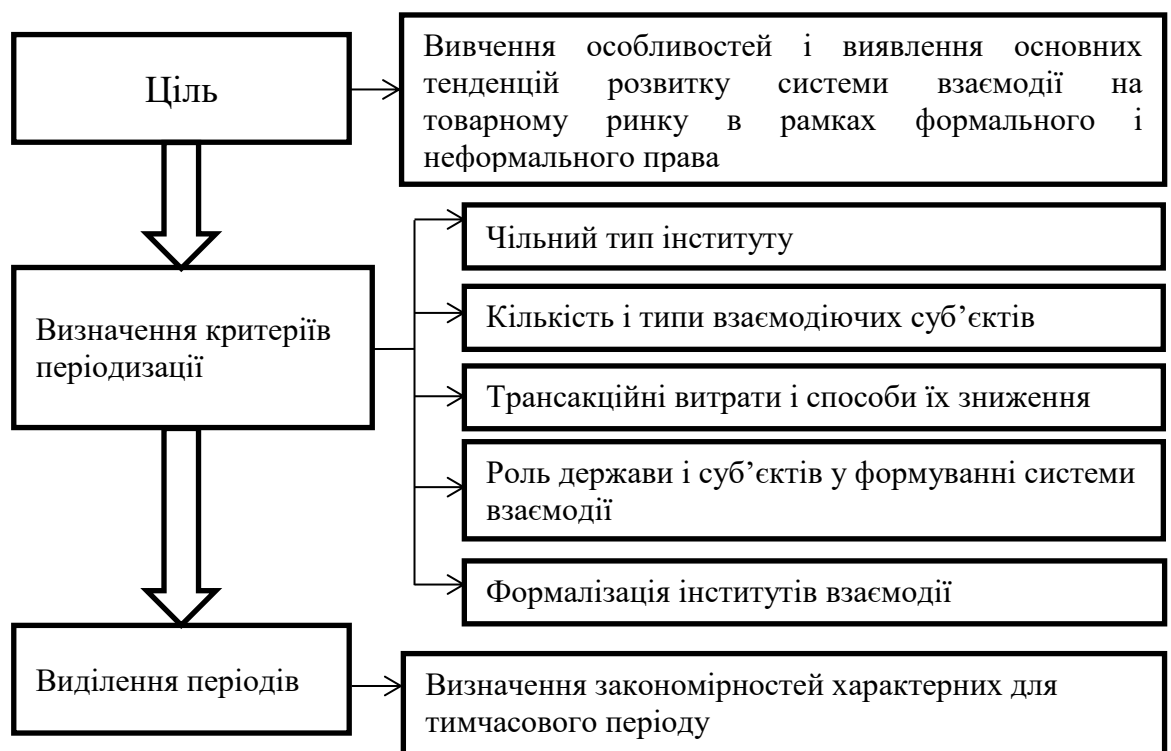 Ціль
Вивчення особливостей і виявлення основних
тенденцій розвитку системи взаємодії на
товарному ринку в рамках формального і
неформального права
Чільний тип інституту
Визначення критеріїв
періодизації
Кількість і типи взаємодіючих суб’єктів
Трансакційні витрати і способи їх зниження
Роль держави і суб’єктів у формуванні системи
взаємодії
Формалізація інститутів взаємодії
Виділення періодів
Визначення закономірностей характерних для
тимчасового періоду